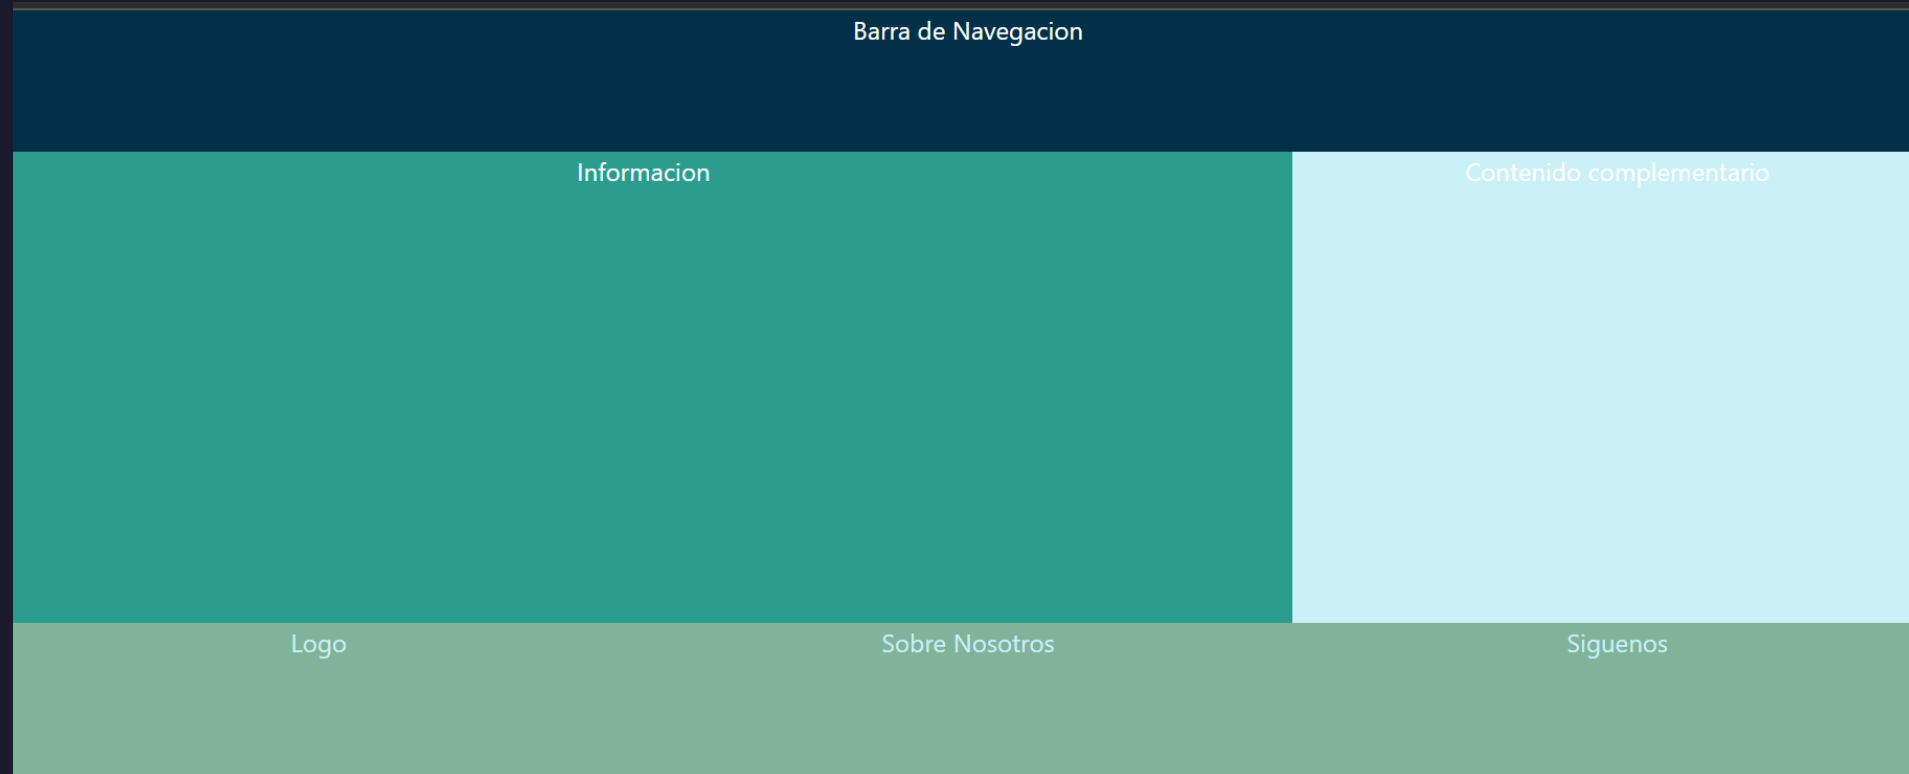 Barra de Navegacion
Informacion
Contenido complementario
Logo
Sobre Nosotros
Siguenos